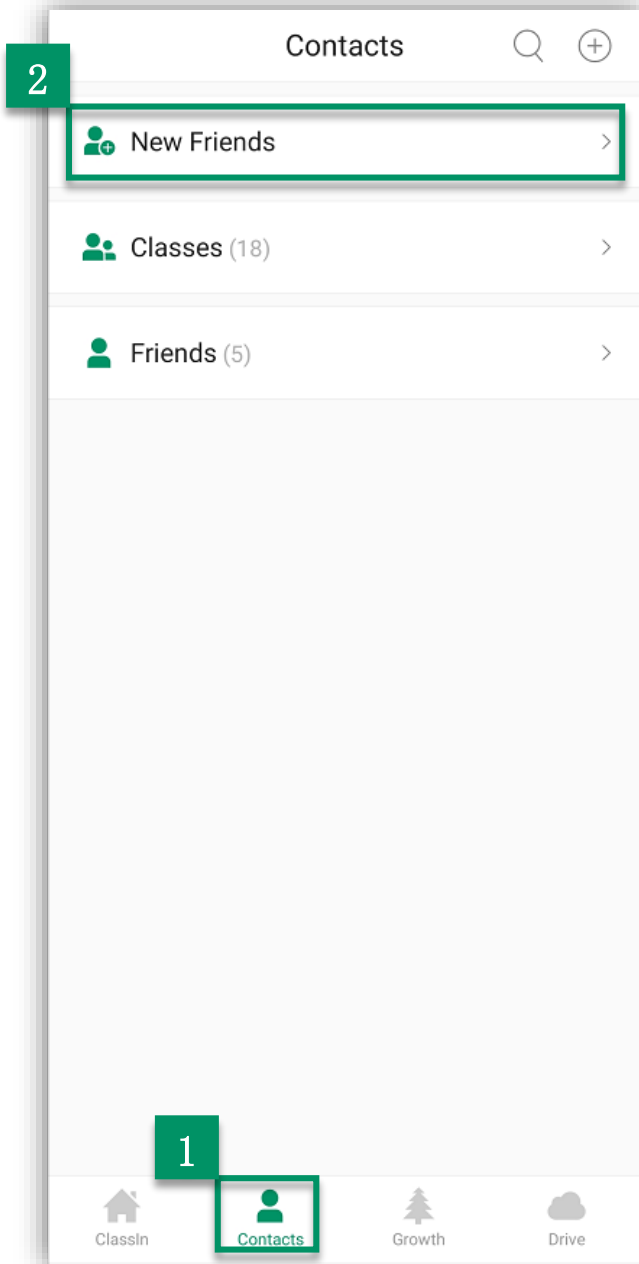 Contacts
2
New Friends
Classes (18)
Friends (5)
1
ClassIn Contacts Growth Drive